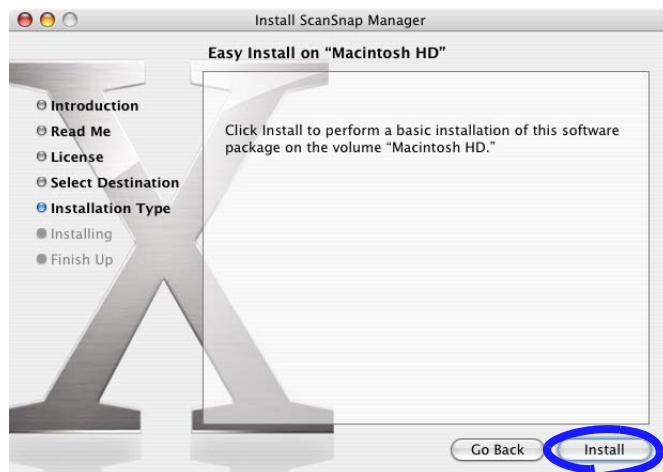 Install ScanSnap Manager
Easy Install on “Macintosh HD”
Introduction
Read Me
License
Select Destination
Installation Type
Installing
Finish Up
Click Install to perform a basic installation of this software
package on the volume “Macintosh HD.”
Go Back
Install